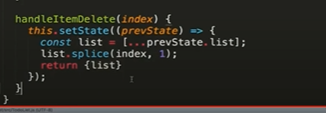 handleItemDelete(index) {
this.setState((prevState) => {
const list = [...prevState.list];
list.splice(index, 1);
return {list}
});
}
}